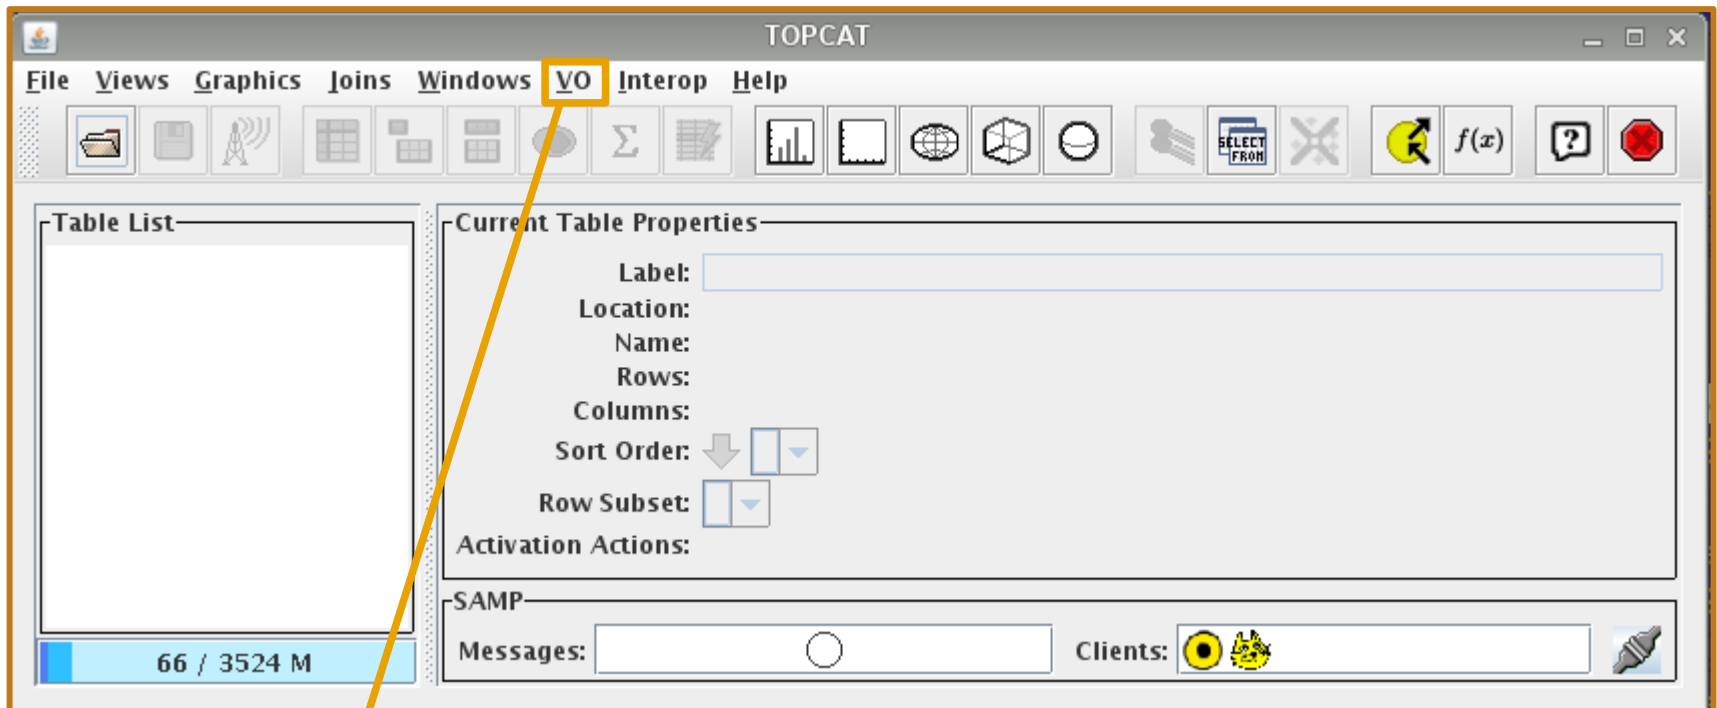 TOPCAT
File Views Graphics Joins Windows VO Interop Help
Σ SELECT FROM f(x) ?
Table List
Current Table Properties
Label:
Location:
Name:
Rows:
Columns:
Sort Order:
Row Subset:
Activation Actions:
SAMP
Messages: Clients:
66 / 3524 M